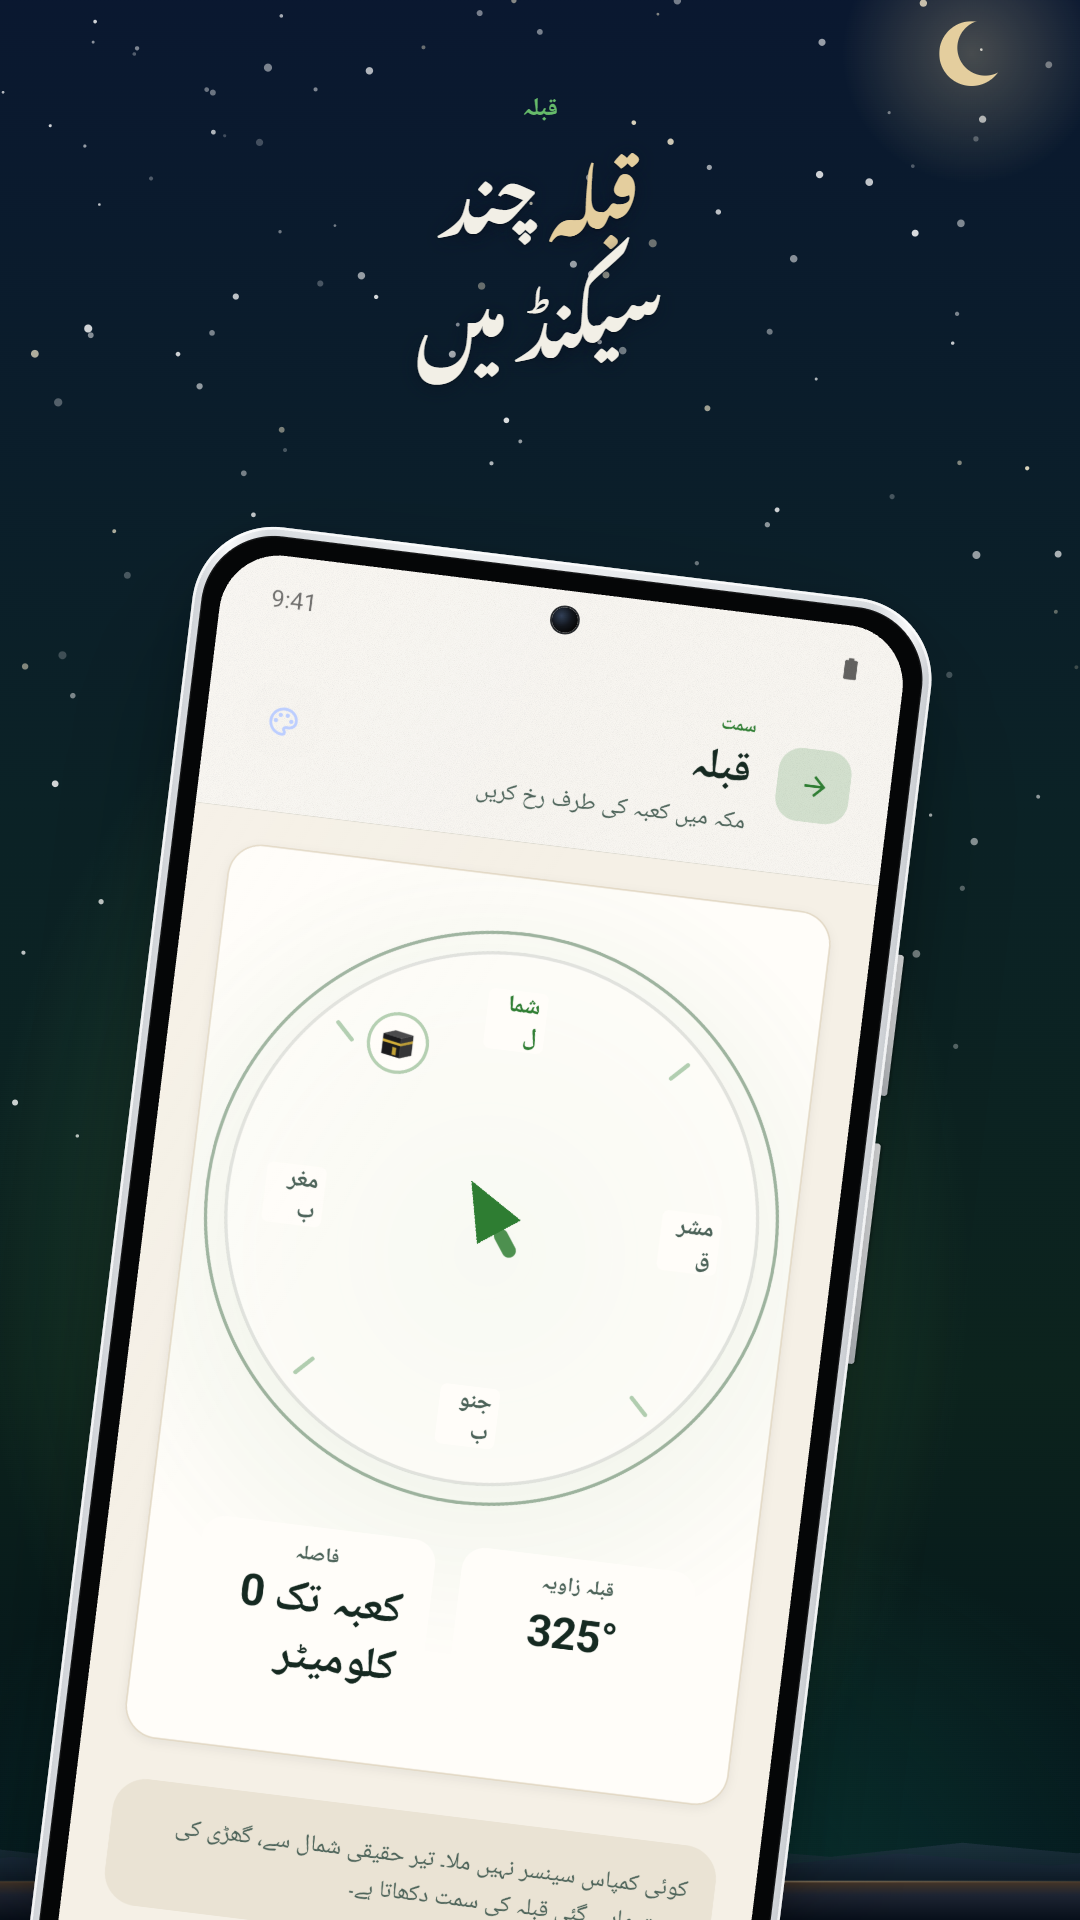 قبلہ
قبلہ چند
سیکنڈ میں
9:41
سمت
قبلہ
مکہ میں کعبہ کی طرف رخ کریں
شما
ل
مغر
ب
مشر
ق
جنو
ب
قبلہ زاویہ
325°
فاصلہ
کعبہ تک 0
کلومیٹر
کوئی کمپاس سینسر نہیں ملا۔ تیر حقیقی شمال سے، گھڑی کی
گئی قبلہ کی سمت دکھاتا ہے۔